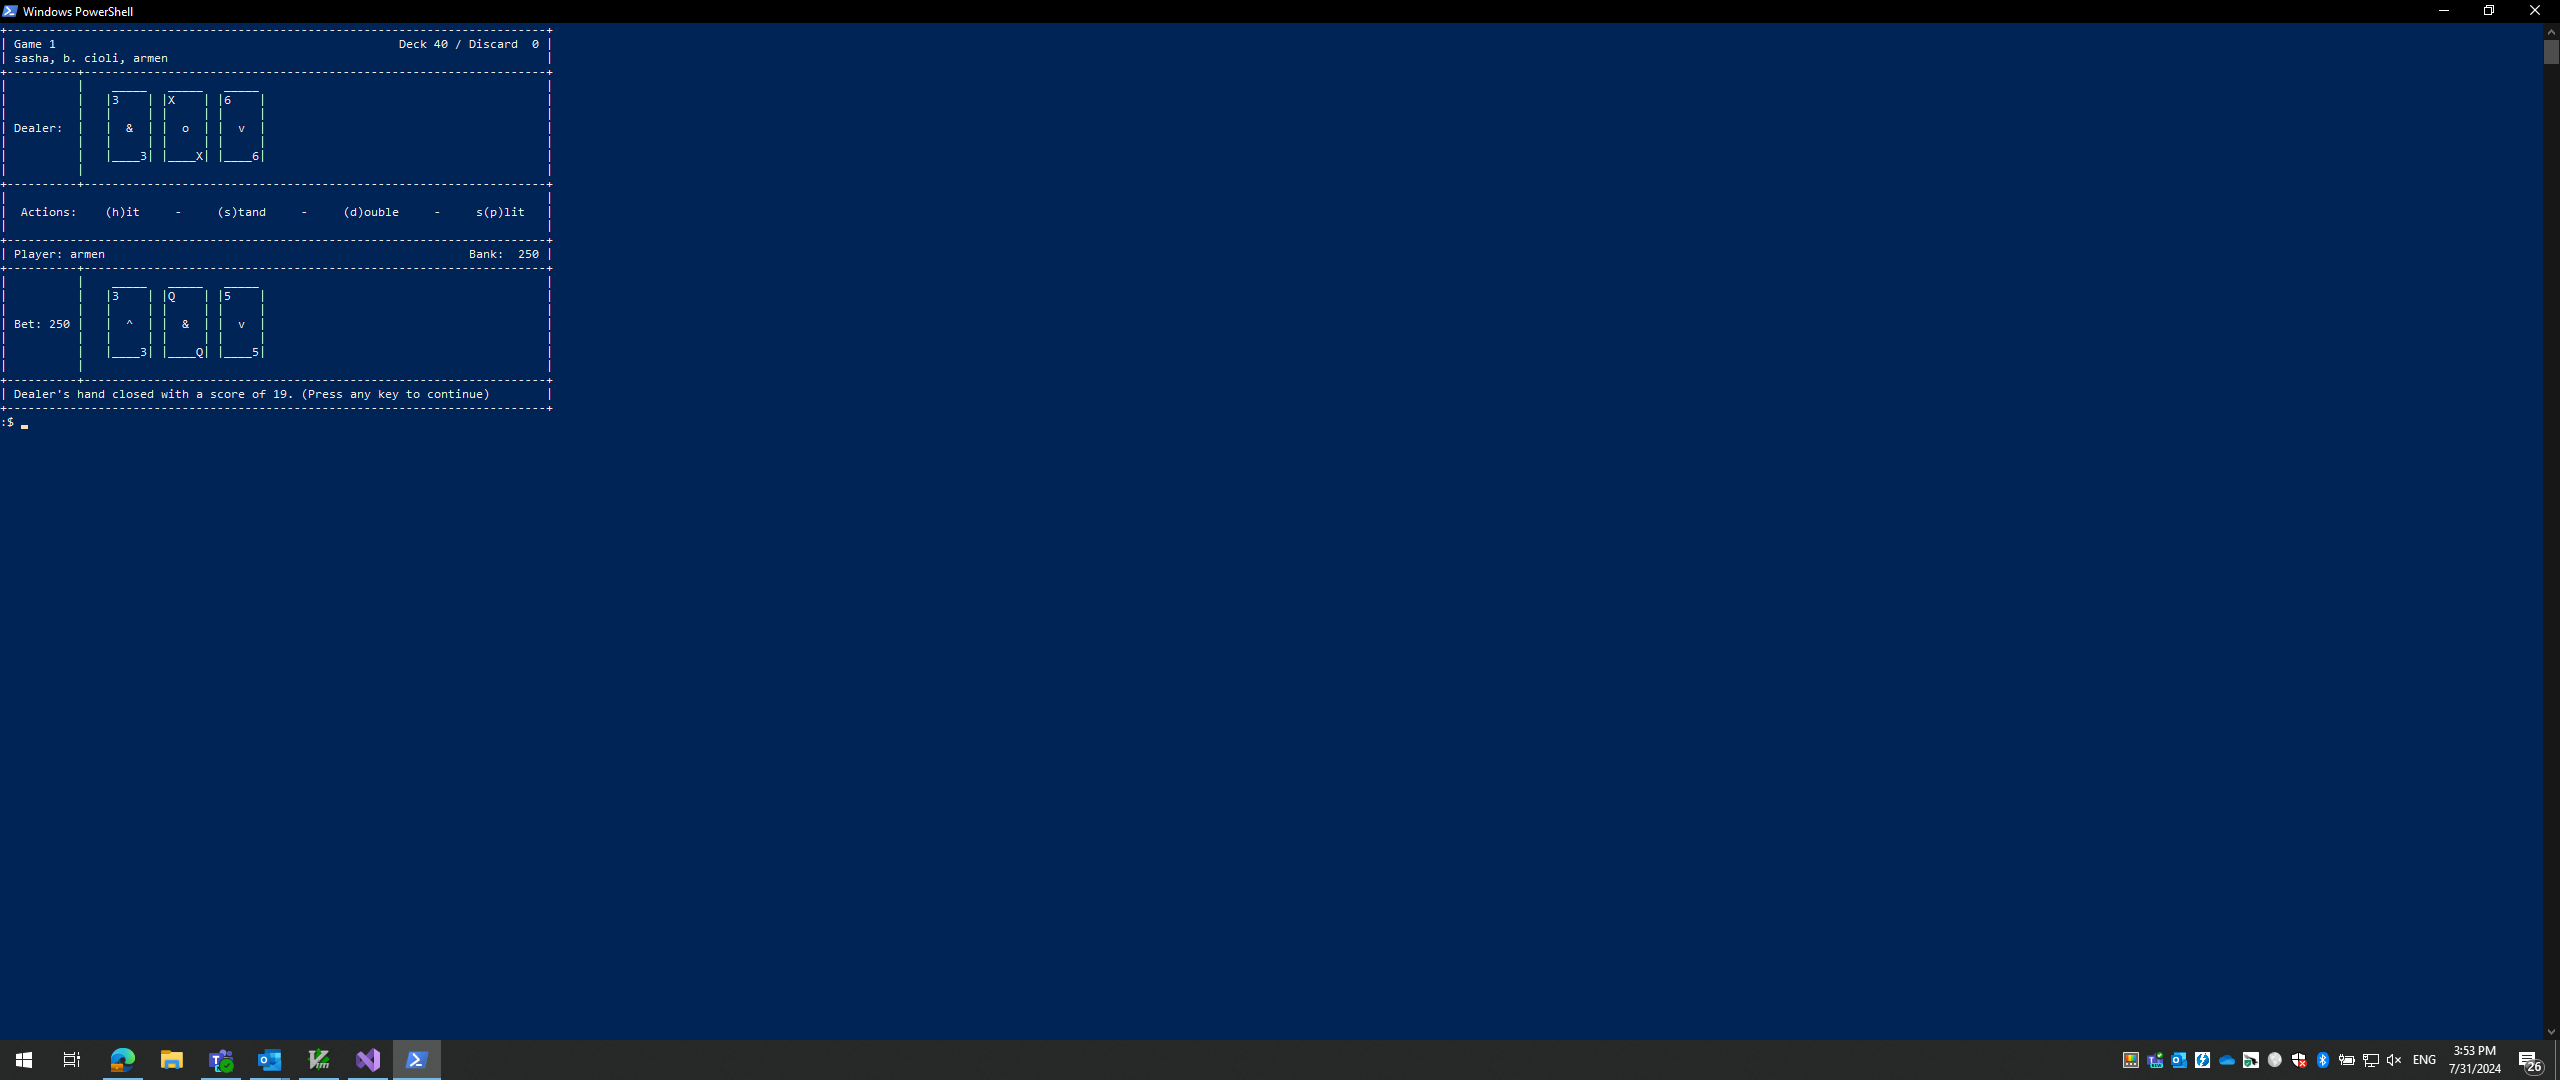 Windows PowerShell
Game 1 Deck 40 / Discard 0
sasha, b. cioli, armen
3 X 6
Dealer: & o v
3 X 6
Actions: (h)it - (s)tand - (d)ouble - s(p)lit
Player: armen Bank: 250
3 Q 5
Bet: 250 ^ & v
3 Q 5
Dealer's hand closed with a score of 19. (Press any key to continue)
:$
ENG
3:53 PM
7/31/2024
26